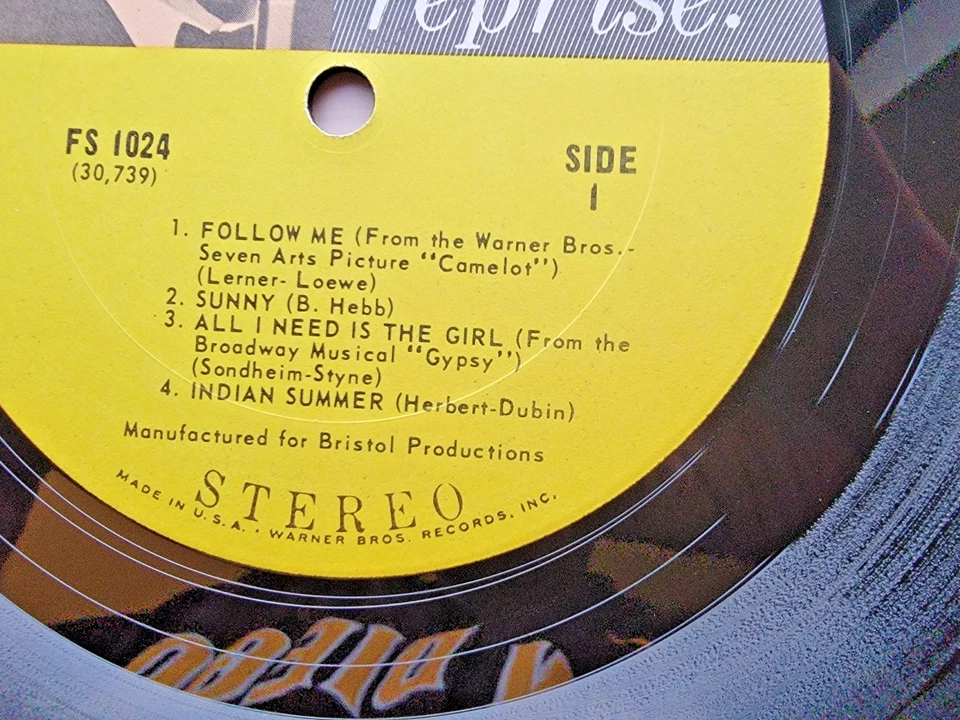 reprise.
FS 1024
(30,739)
SIDE
1
1. FOLLOW ME (From the Warner Bros.-
Seven Arts Picture "Camelot")
(Lerner- Loewe)
2. SUNNY (B. Hebb)
3. ALL I NEED IS THE GIRL (From the
Broadway Musical "Gypsy")
(Sondheim-Styne)
4. INDIAN SUMMER (Herbert-Dubin)
Manufactured for Bristol Productions
STEREO
MADE IN U.S.A. . WARNER BROS. RECORDS, INC.